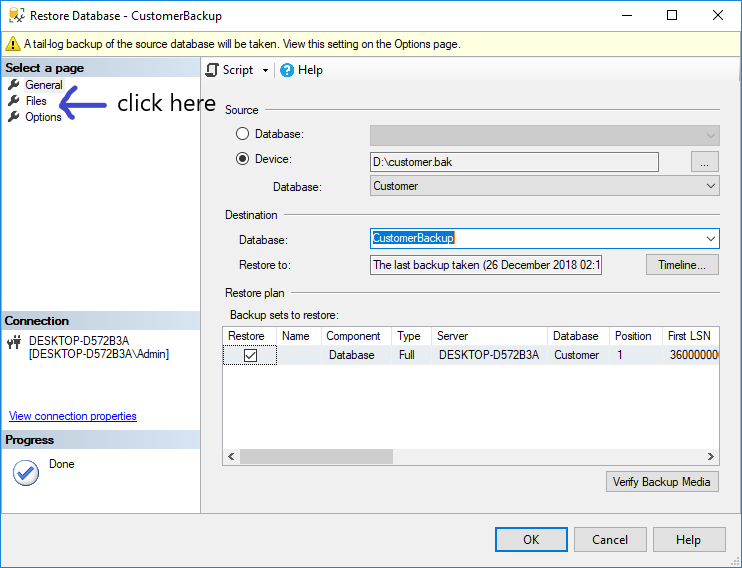 Restore Database - CustomerBackup
A tail-log backup of the source database will be taken. View this setting on the Options page.
Select a page
General
Files
Options
click here
Script
Help
Source
Database:
Device:
D:\customer.bak
...
Database:
Customer
Destination
Database:
CustomerBackup
Restore to:
The last backup taken (26 December 2018 02:1
Timeline...
Restore plan
Backup sets to restore:
Restore Name Component Type Server Database Position First LSN
Database Full DESKTOP-D572B3A Customer 1 360000000
Verify Backup Media
Connection
DESKTOP-D572B3A
[DESKTOP-D572B3A\Admin]
View connection properties
Progress
Done
OK
Cancel
Help